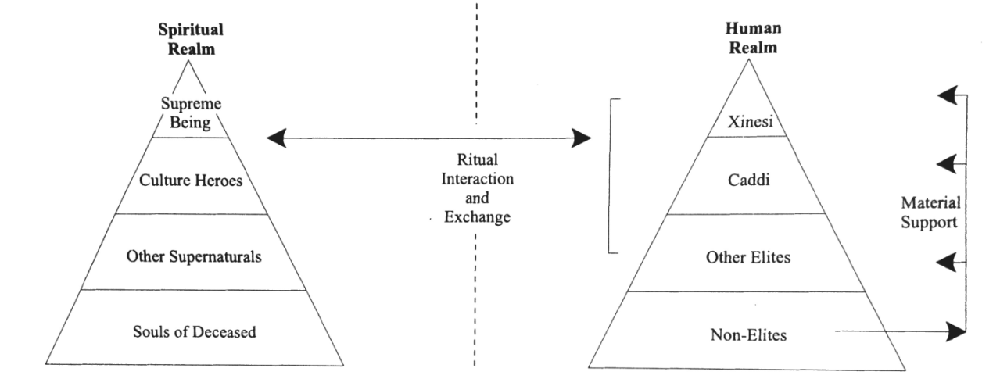 Spiritual
Realm
Supreme
Being
Culture Heroes
Other Supernaturals
Souls of Deceased
Ritual
Interaction
and
Exchange
Human
Realm
Xinesi
Caddi
Other Elites
Non-Elites
Material
Support